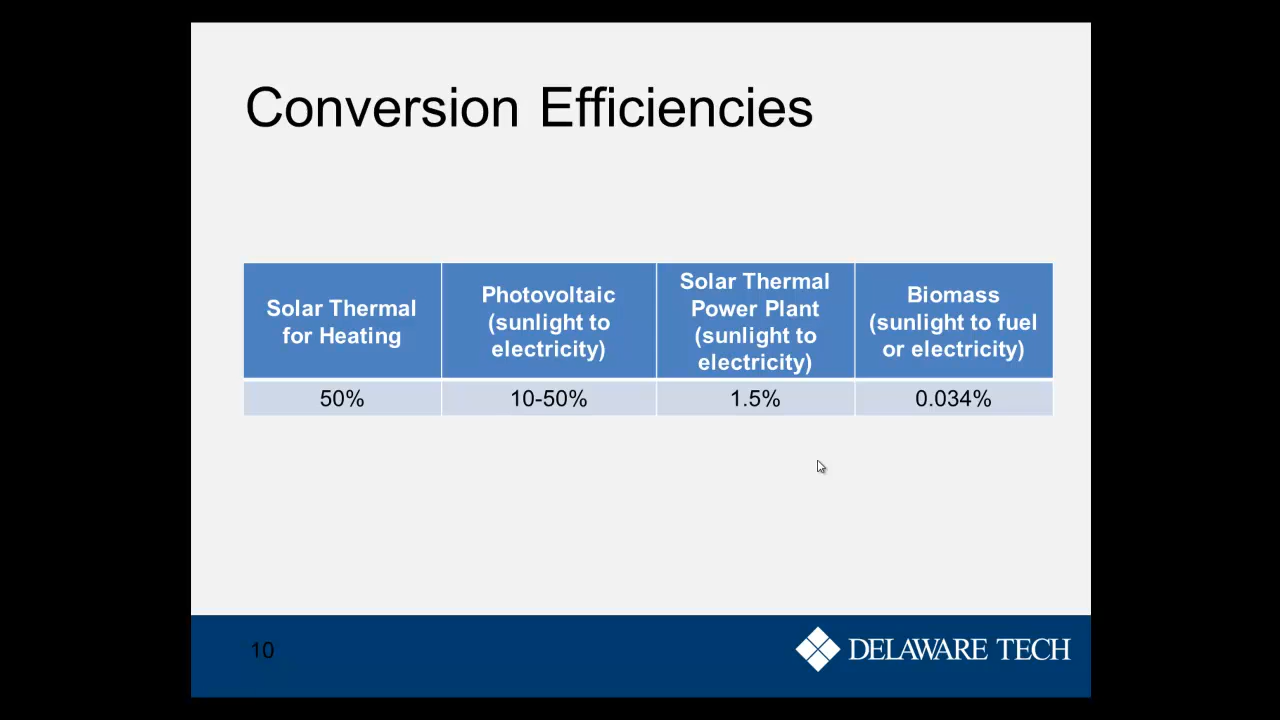 Conversion Efficiencies
Solar Thermal
for Heating
Photovoltaic
(sunlight to
electricity)
Solar Thermal
Power Plant
(sunlight to
electricity)
Biomass
(sunlight to fuel
or electricity)
50%
10-50%
1.5%
0.034%
10
DELAWARE TECH